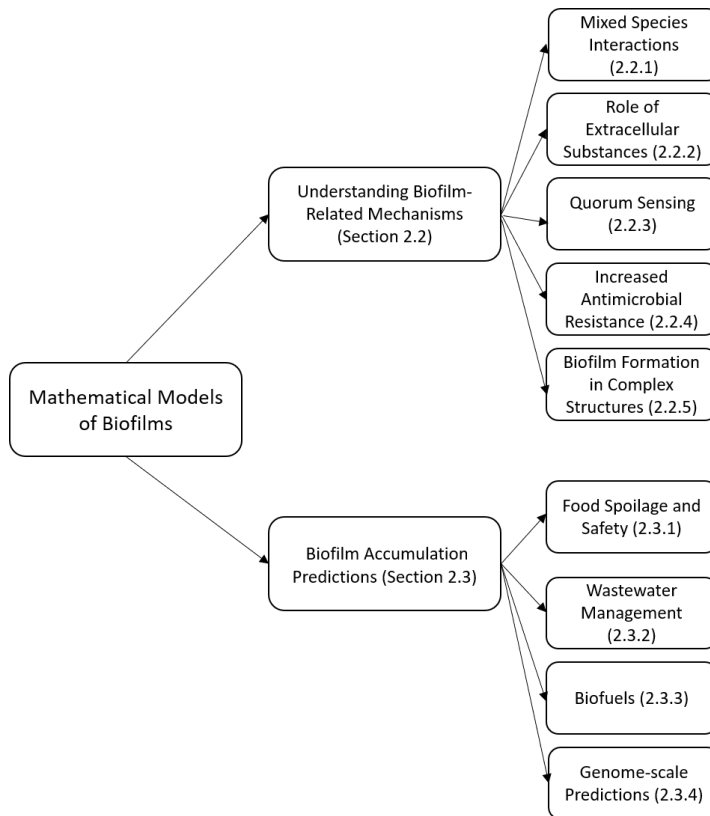 Mathematical Models
of Biofilms
Understanding Biofilm-
Related Mechanisms
(Section 2.2)
Mixed Species
Interactions
(2.2.1)
Role of
Extracellular
Substances (2.2.2)
Quorum Sensing
(2.2.3)
Increased
Antimicrobial
Resistance (2.2.4)
Biofilm Formation
in Complex
Structures (2.2.5)
Biofilm Accumulation
Predictions (Section 2.3)
Food Spoilage and
Safety (2.3.1)
Wastewater
Management
(2.3.2)
Biofuels (2.3.3)
Genome-scale
Predictions (2.3.4)